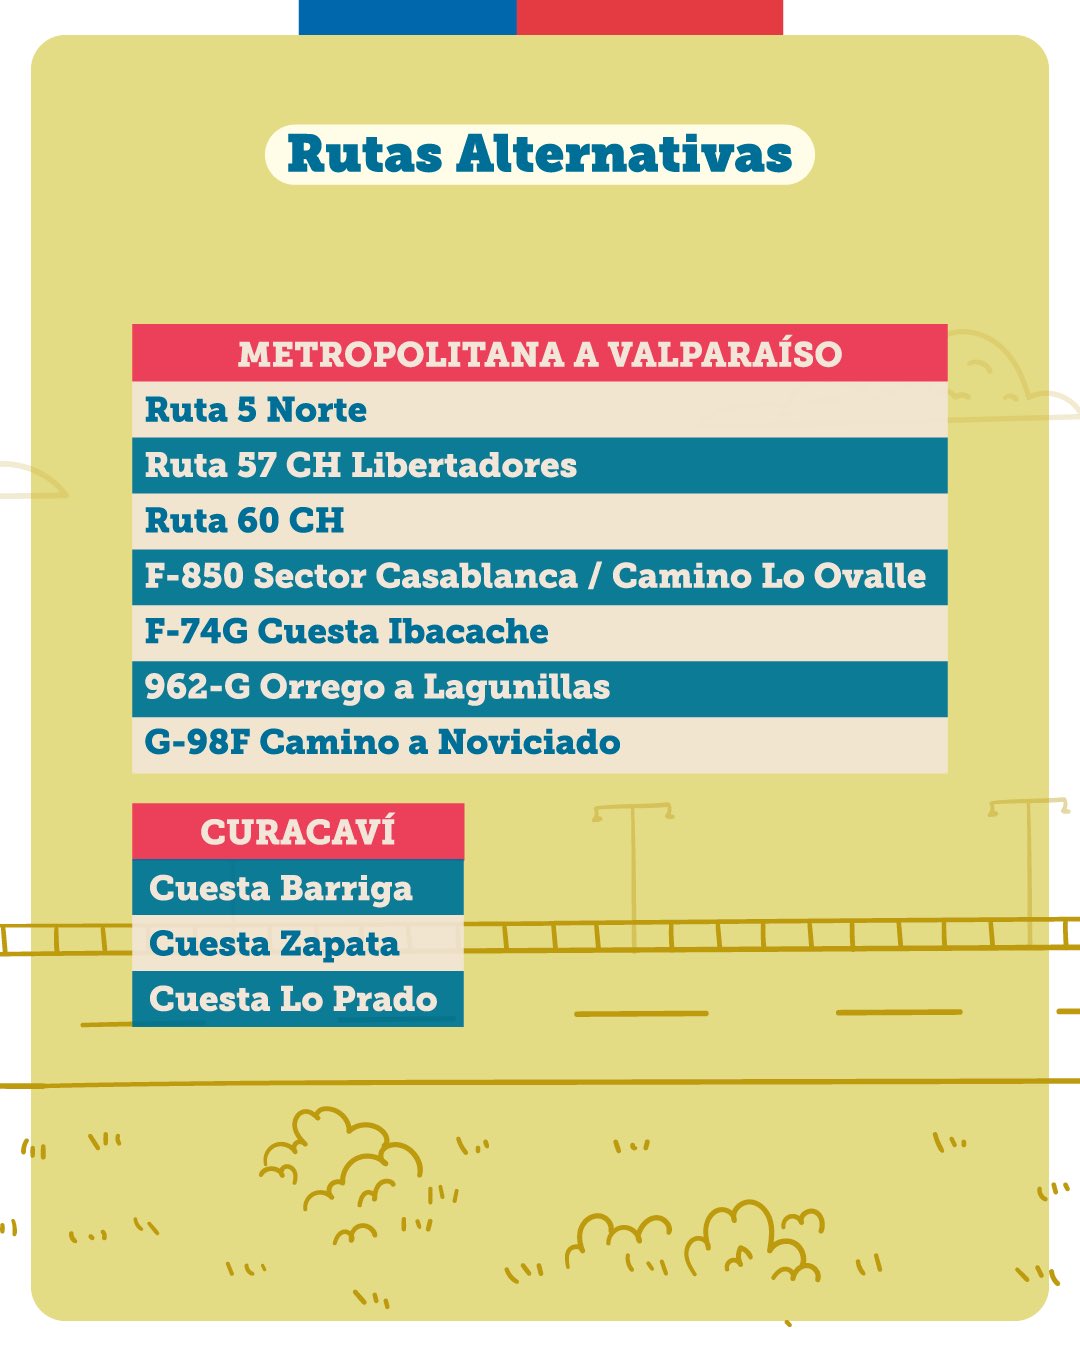 Rutas Alternativas
METROPOLITANA A VALPARAÍSO
Ruta 5 Norte
Ruta 57 CH Libertadores
Ruta 60 CH
F-850 Sector Casablanca / Camino Lo Ovalle
F-74G Cuesta Ibacache
962-G Orrego a Lagunillas
G-98F Camino a Noviciado
CURACAVÍ
Cuesta Barriga
Cuesta Zapata
Cuesta Lo Prado